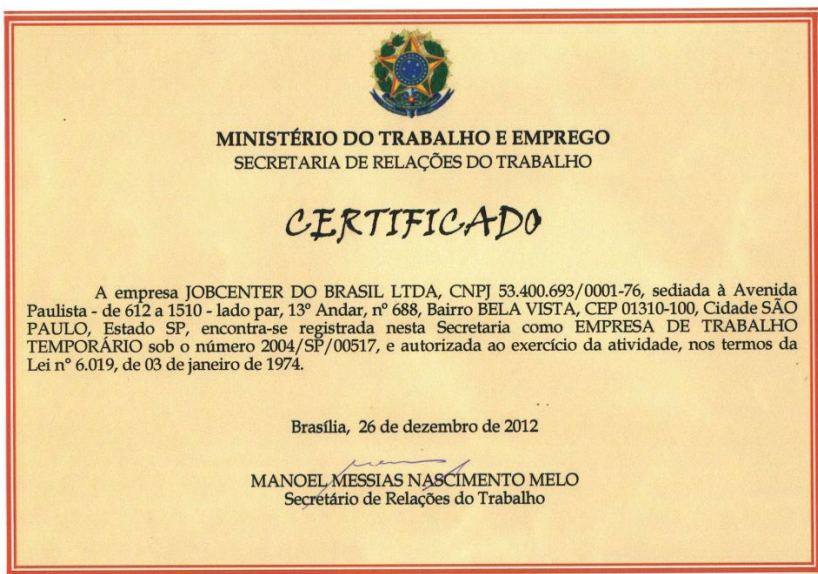 MINISTÉRIO DO TRABALHO E EMPREGO
SECRETARIA DE RELAÇÕES DO TRABALHO
CERTIFICADO
A empresa JOBCENTER DO BRASIL LTDA, CNPJ 53.400.693/0001-76, sediada à Avenida
Paulista - de 612 a 1510 - lado par, 13º Andar, nº 688, Bairro BELA VISTA, CEP 01310-100, Cidade SÃO
PAULO, Estado SP, encontra-se registrada nesta Secretaria como EMPRESA DE TRABALHO
TEMPORÁRIO sob o número 2004/SP/00517, e autorizada ao exercício da atividade, nos termos da
Lei nº 6.019, de 03 de janeiro de 1974.
Brasília, 26 de dezembro de 2012
MANOEL MESSIAS NASCIMENTO MELO
Secretário de Relações do Trabalho